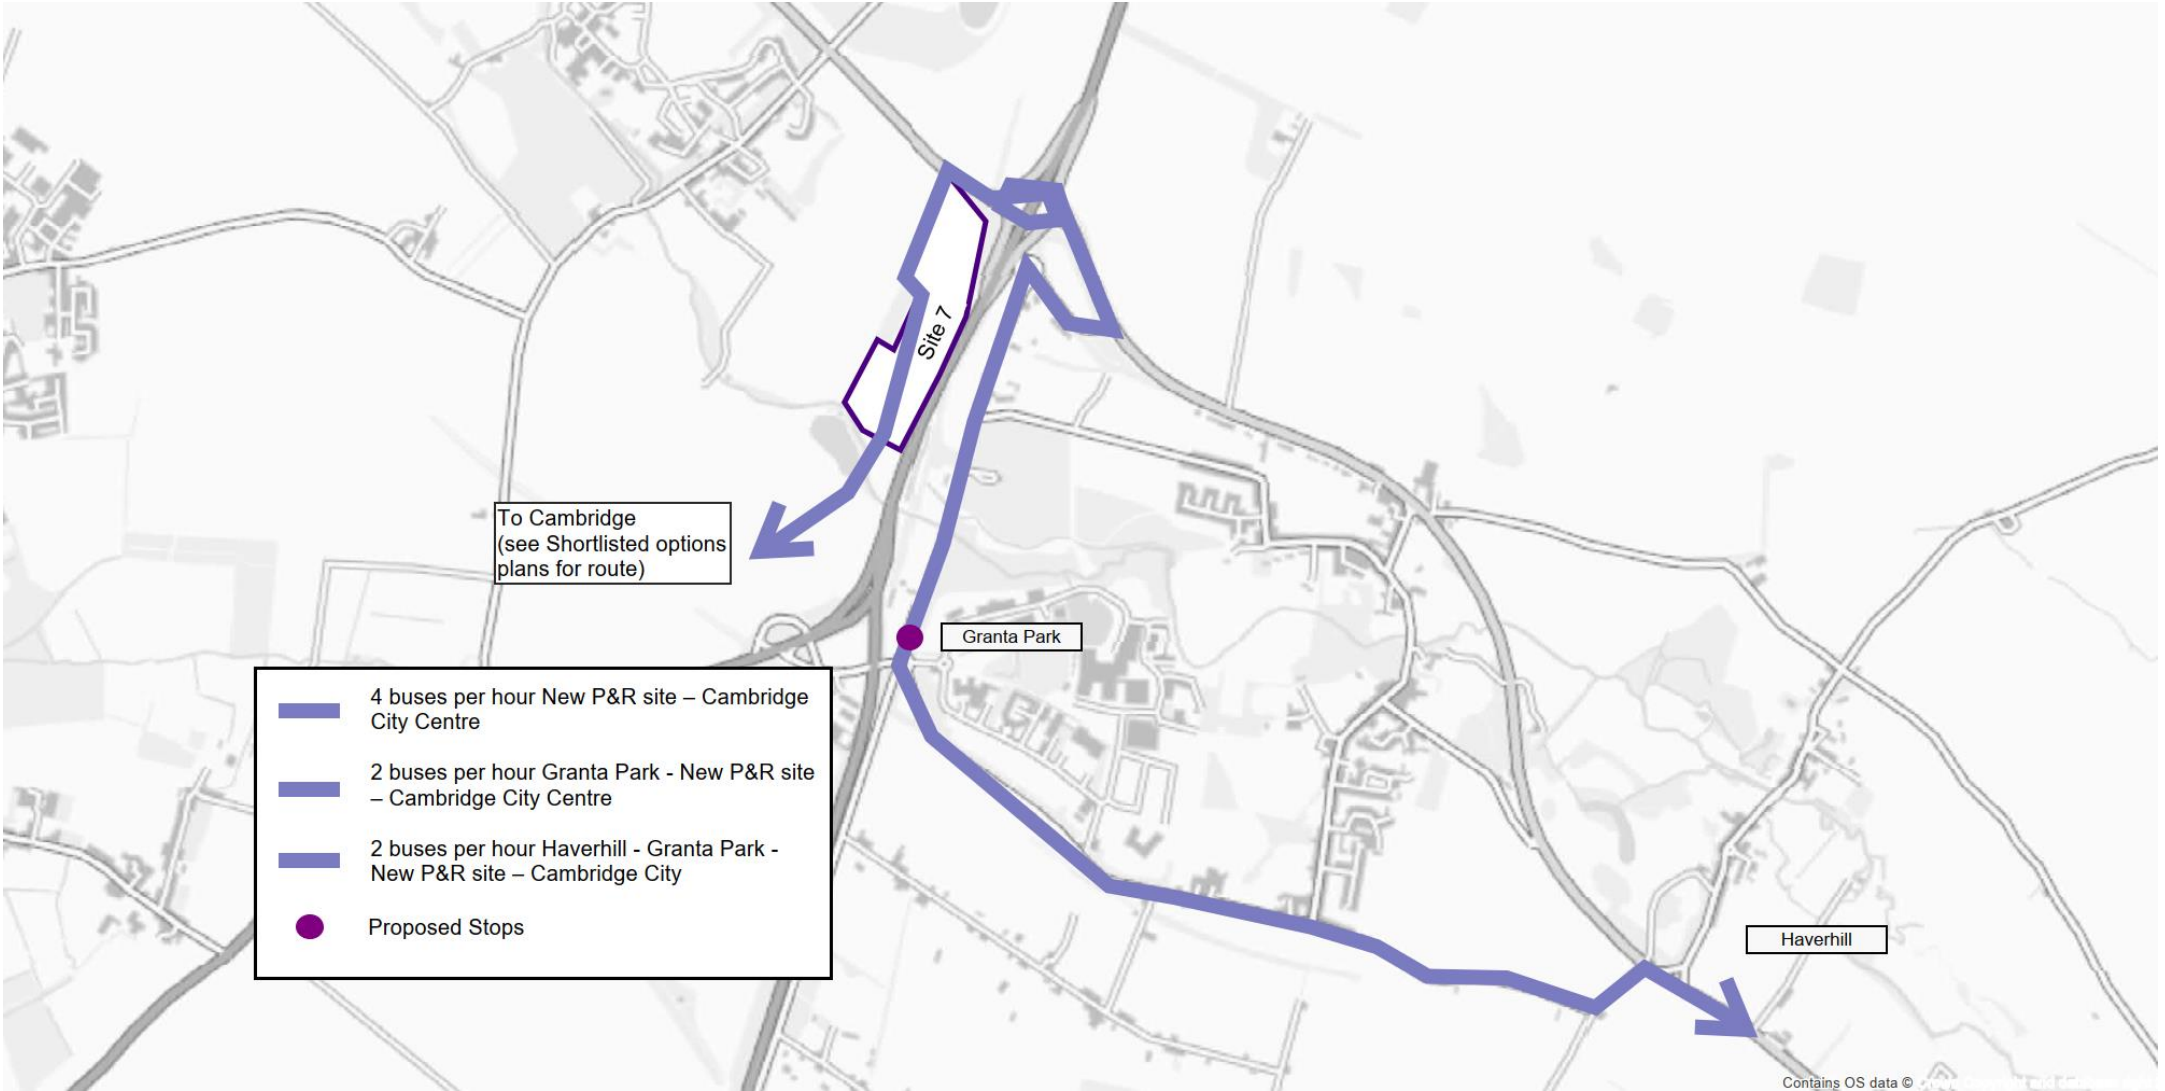 Site 7
To Cambridge
(see Shortlisted options
plans for route)
Granta Park
4 buses per hour New P&R site – Cambridge
City Centre
2 buses per hour Granta Park - New P&R site
– Cambridge City Centre
2 buses per hour Haverhill - Granta Park -
New P&R site – Cambridge City
Proposed Stops
Haverhill
Contains OS data ©